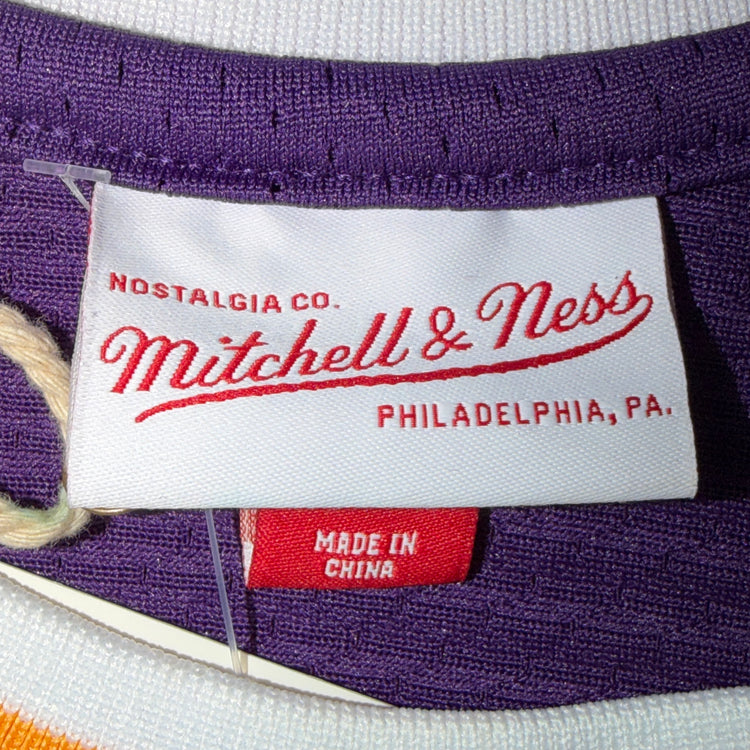 NOSTALGIA CO.
Mitchell & Ness
PHILADELPHIA, PA.
MADE IN
CHINA